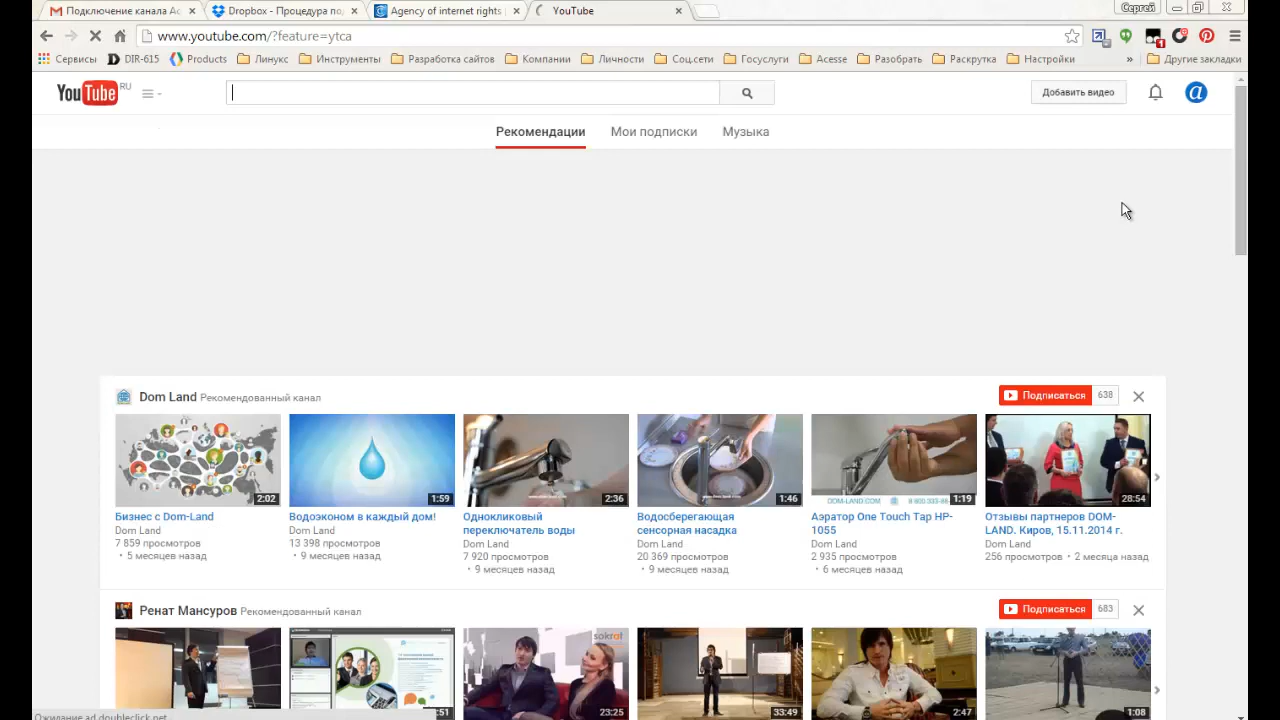 Подключение канала Ac
Dropbox - Процедура по
Agency of internet rights
YouTube
Сергей
www.youtube.com/?feature=ytca
Сервисы
DIR-615
Products
Линукс
Инструменты
Разработка сайтов
Компании
Личности
Соц.сети
Госуслуги
Acesse
Разобрать
Раскрутка
Настройки
»
Другие закладки
YouTube RU
Добавить видео
a
Рекомендации
Мои подписки
Музыка
Dom Land Рекомендованный канал
Подписаться 638
2:02
1:59
2:36
1:46
DOM-LAND.COM
1:19
28:54
Бизнес с Dom-Land
Dom Land
7 859 просмотров
• 5 месяцев назад
Водоэконом в каждый дом!
Dom Land
13 398 просмотров
• 9 месяцев назад
Однокликовый
переключатель воды
Dom Land
7 920 просмотров
• 9 месяцев назад
Водосберегающая
сенсорная насадка
Dom Land
20 369 просмотров
• 9 месяцев назад
Аэратор One Touch Tap HP-
1055
Dom Land
2 935 просмотров
• 6 месяцев назад
Отзывы партнеров DOM-
LAND. Киров, 15.11.2014 г.
Dom Land
256 просмотров • 2 месяца назад
Ренат Мансуров Рекомендованный канал
Подписаться 683
sokrat
:51
23:25
33:49
2:47
1:08
Ожидание ad.doubleclick.net